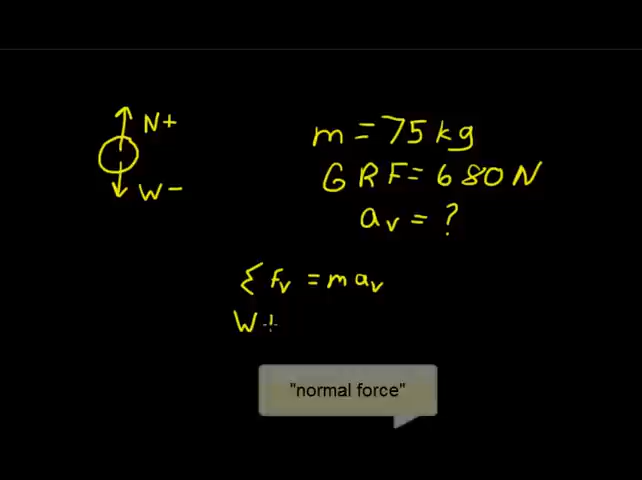 N+
W-
m = 75 kg
GRF = 680 N
av = ?
Σ Fv = m av
W +
"normal force"